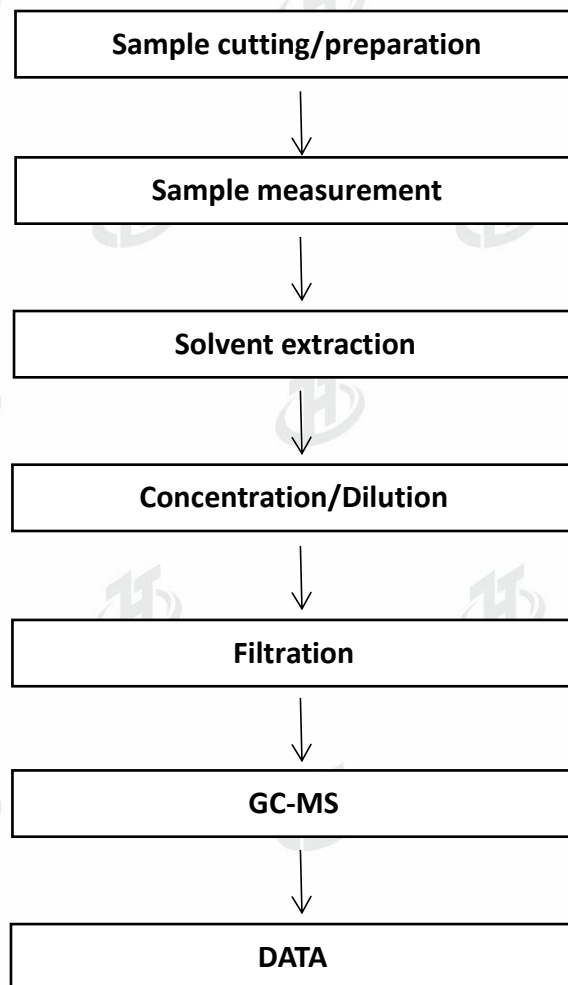 Sample cutting/preparation
Sample measurement
Solvent extraction
Concentration/Dilution
Filtration
GC-MS
DATA